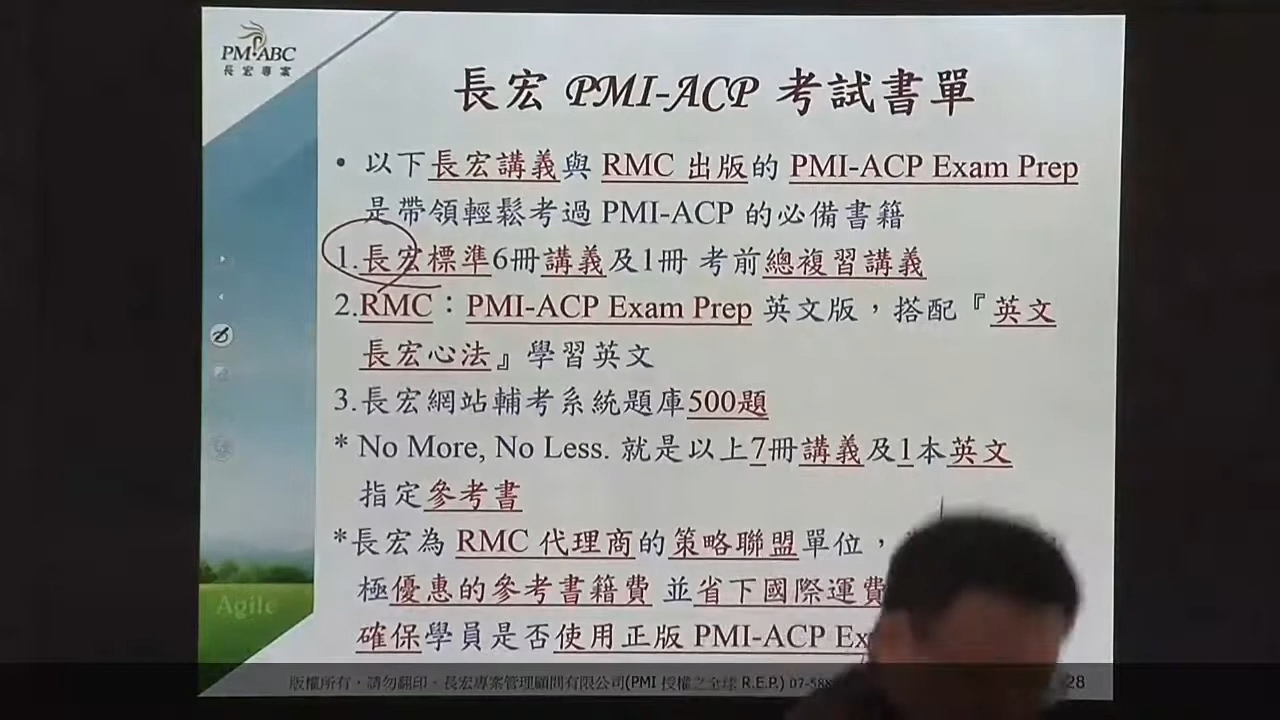 PM-ABC
長宏專案
長宏 PMI-ACP 考試書單
• 以下長宏講義與 RMC 出版的 PMI-ACP Exam Prep
是帶領輕鬆考過 PMI-ACP 的必備書籍
1.長宏標準6冊講義及1冊 考前總複習講義
2.RMC：PMI-ACP Exam Prep 英文版，搭配『英文
長宏心法』學習英文
3.長宏網站輔考系統題庫500題
* No More, No Less. 就是以上7冊講義及1本英文
指定參考書
*長宏為 RMC 代理商的策略聯盟單位，
極優惠的參考書籍費 並省下國際運費
確保學員是否使用正版 PMI-ACP Ex
Agile
版權所有，請勿翻印。長宏專案管理顧問有限公司(PMI 授權之全球 R.E.P.) 07-588
28